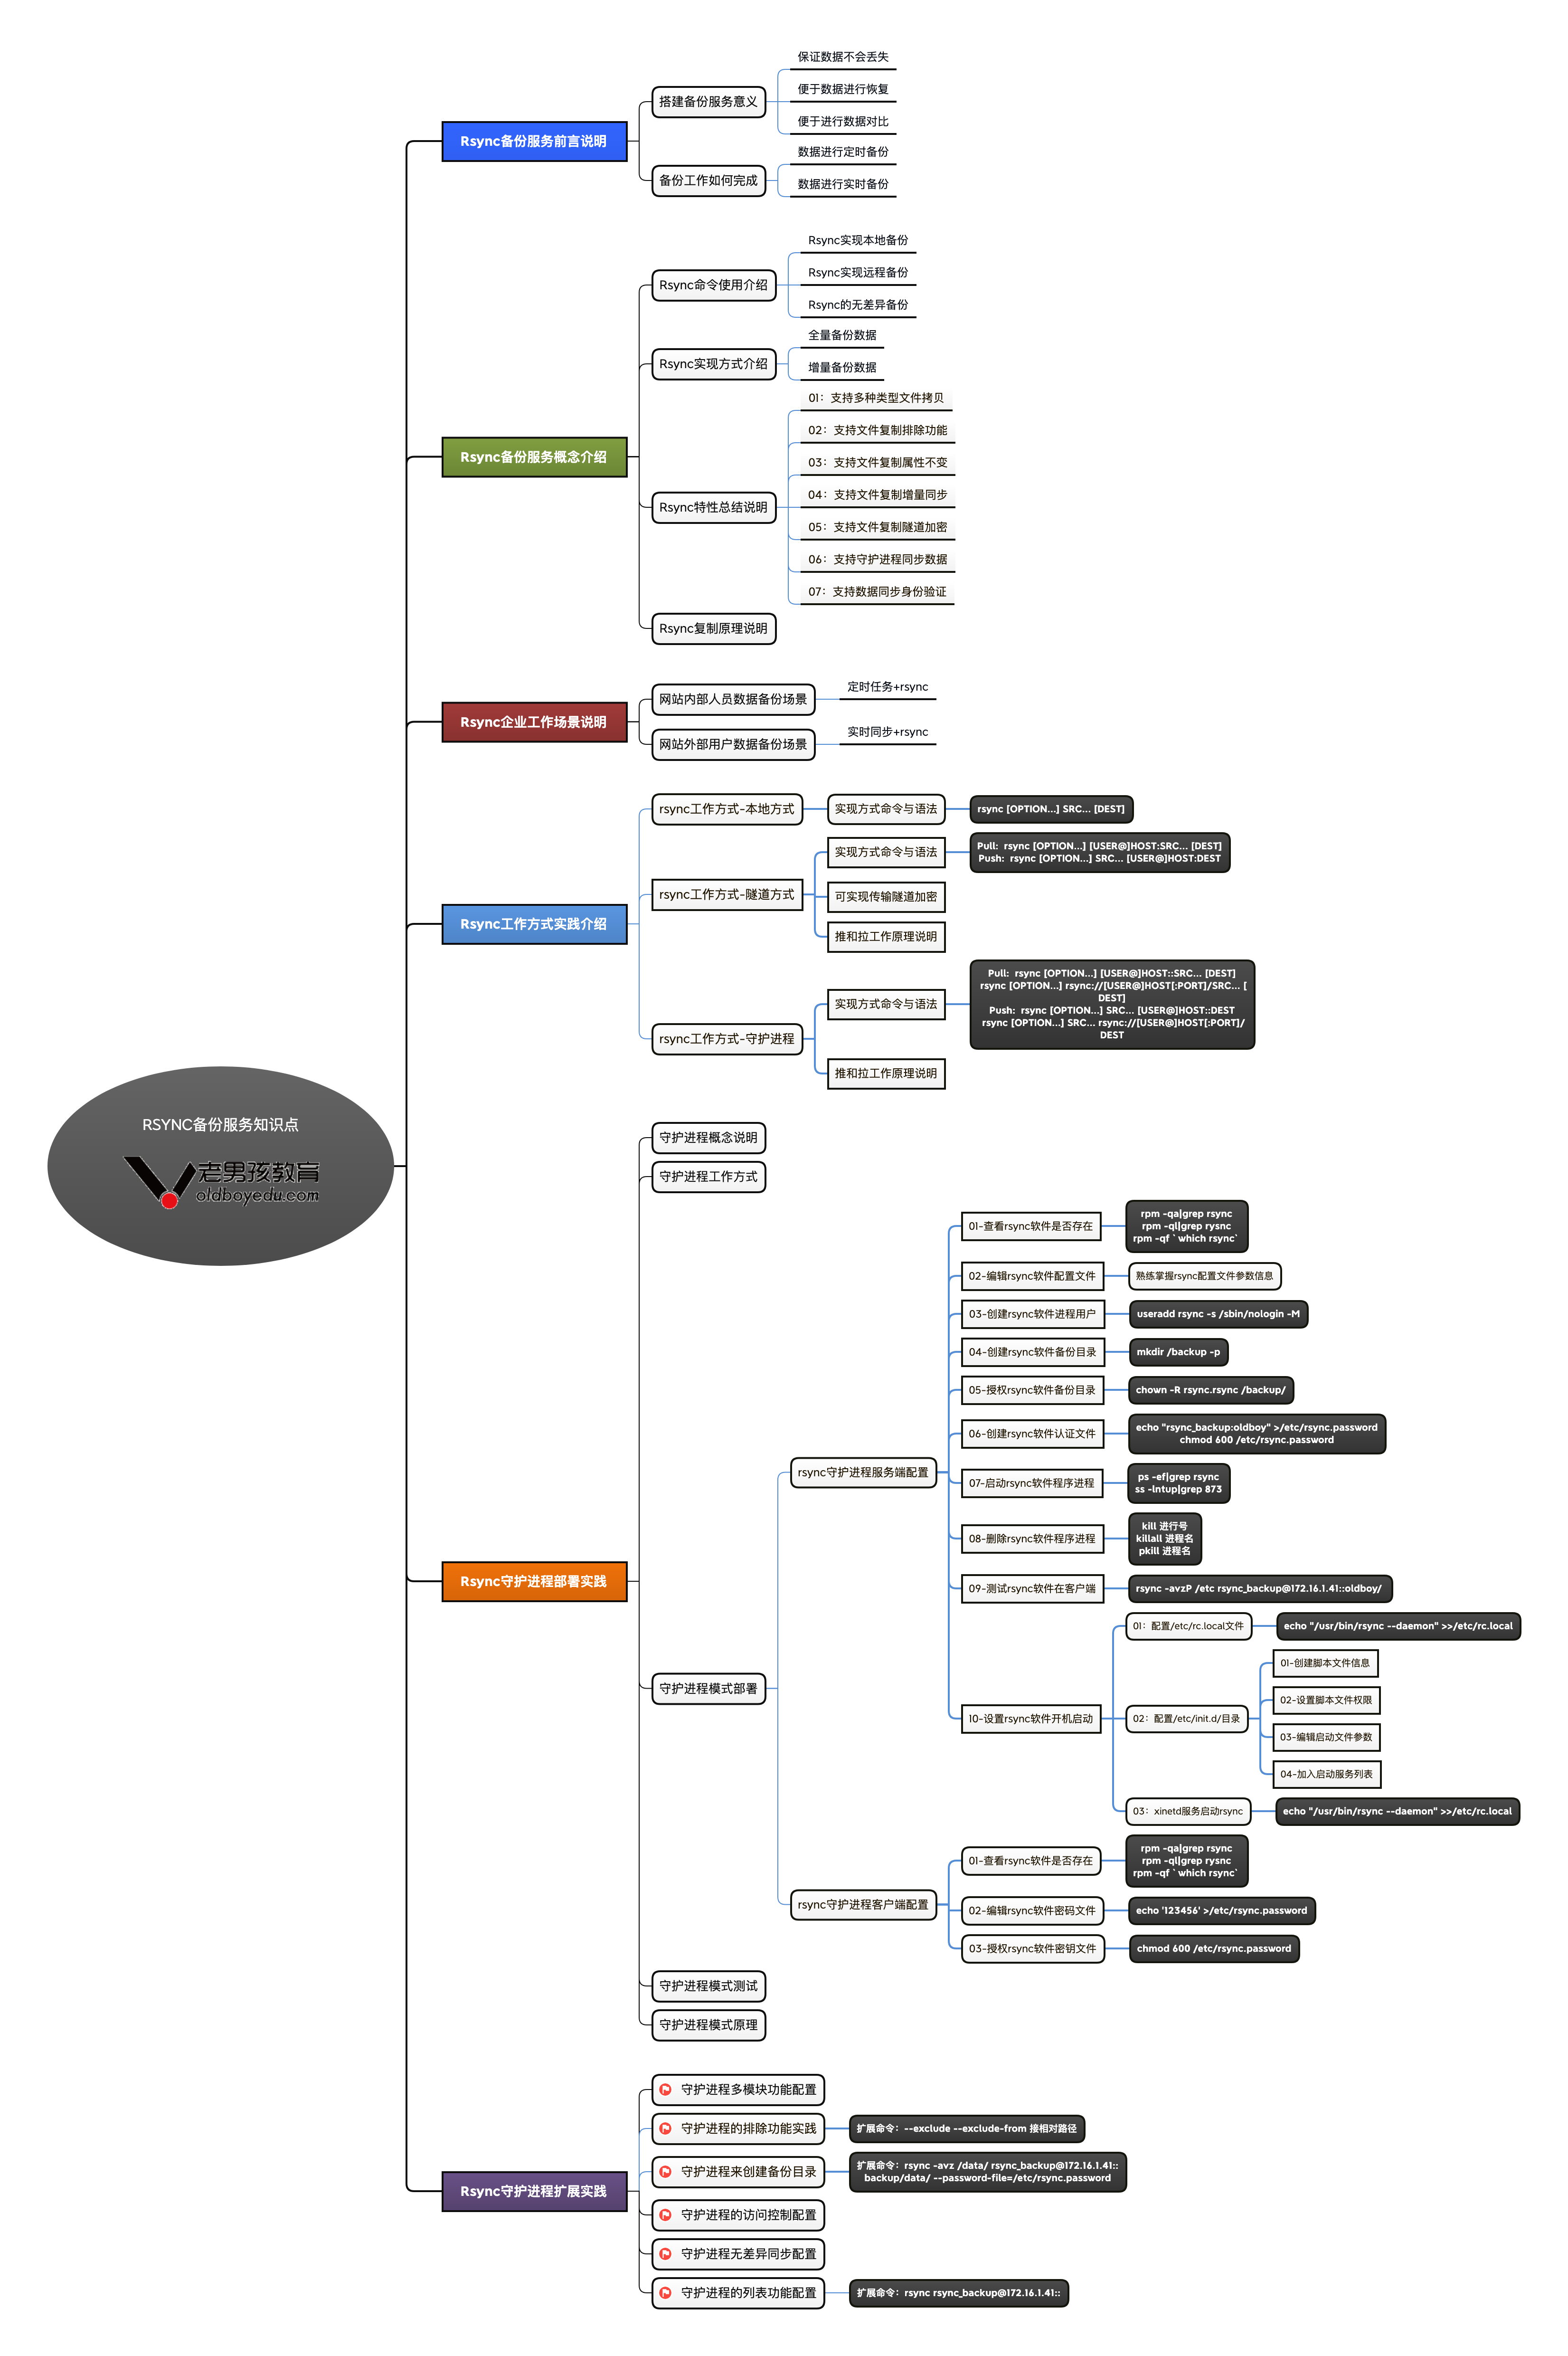 RSYNC备份服务知识点
老男孩教育
oldboyedu.com
Rsync备份服务前言说明
搭建备份服务意义
保证数据不会丢失
便于数据进行恢复
便于进行数据对比
备份工作如何完成
数据进行定时备份
数据进行实时备份
Rsync备份服务概念介绍
Rsync命令使用介绍
Rsync实现本地备份
Rsync实现远程备份
Rsync的无差异备份
Rsync实现方式介绍
全量备份数据
增量备份数据
Rsync特性总结说明
01：支持多种类型文件拷贝
02：支持文件复制排除功能
03：支持文件复制属性不变
04：支持文件复制增量同步
05：支持文件复制隧道加密
06：支持守护进程同步数据
07：支持数据同步身份验证
Rsync复制原理说明
Rsync企业工作场景说明
网站内部人员数据备份场景
定时任务+rsync
网站外部用户数据备份场景
实时同步+rsync
Rsync工作方式实践介绍
rsync工作方式-本地方式
实现方式命令与语法
rsync [OPTION...] SRC... [DEST]
rsync工作方式-隧道方式
实现方式命令与语法
Pull:  rsync [OPTION...] [USER@]HOST:SRC... [DEST]
Push:  rsync [OPTION...] SRC... [USER@]HOST:DEST
可实现传输隧道加密
推和拉工作原理说明
rsync工作方式-守护进程
实现方式命令与语法
Pull:  rsync [OPTION...] [USER@]HOST::SRC... [DEST]
rsync [OPTION...] rsync://[USER@]HOST[:PORT]/SRC... [
DEST]
Push:  rsync [OPTION...] SRC... [USER@]HOST::DEST
rsync [OPTION...] SRC... rsync://[USER@]HOST[:PORT]/
DEST
推和拉工作原理说明
Rsync守护进程部署实践
守护进程概念说明
守护进程工作方式
守护进程模式部署
rsync守护进程服务端配置
01-查看rsync软件是否存在
rpm -qa|grep rsync
rpm -ql|grep rysnc
rpm -qf `which rsync`
02-编辑rsync软件配置文件
熟练掌握rsync配置文件参数信息
03-创建rsync软件进程用户
useradd rsync -s /sbin/nologin -M
04-创建rsync软件备份目录
mkdir /backup -p
05-授权rsync软件备份目录
chown -R rsync.rsync /backup/
06-创建rsync软件认证文件
echo "rsync_backup:oldboy" >/etc/rsync.password
chmod 600 /etc/rsync.password
07-启动rsync软件程序进程
ps -ef|grep rsync
ss -lntup|grep 873
08-删除rsync软件程序进程
kill 进行号
killall 进程名
pkill 进程名
09-测试rsync软件在客户端
rsync -avzP /etc rsync_backup@172.16.1.41::oldboy/
10-设置rsync软件开机启动
01：配置/etc/rc.local文件
echo "/usr/bin/rsync --daemon" >>/etc/rc.local
02：配置/etc/init.d/目录
01-创建脚本文件信息
02-设置脚本文件权限
03-编辑启动文件参数
04-加入启动服务列表
03：xinetd服务启动rsync
echo "/usr/bin/rsync --daemon" >>/etc/rc.local
rsync守护进程客户端配置
01-查看rsync软件是否存在
rpm -qa|grep rsync
rpm -ql|grep rysnc
rpm -qf `which rsync`
02-编辑rsync软件密码文件
echo '123456' >/etc/rsync.password
03-授权rsync软件密钥文件
chmod 600 /etc/rsync.password
守护进程模式测试
守护进程模式原理
Rsync守护进程扩展实践
守护进程多模块功能配置
守护进程的排除功能实践
扩展命令：--exclude --exclude-from 接相对路径
守护进程来创建备份目录
扩展命令：rsync -avz /data/ rsync_backup@172.16.1.41::
backup/data/ --password-file=/etc/rsync.password
守护进程的访问控制配置
守护进程无差异同步配置
守护进程的列表功能配置
扩展命令：rsync rsync_backup@172.16.1.41::